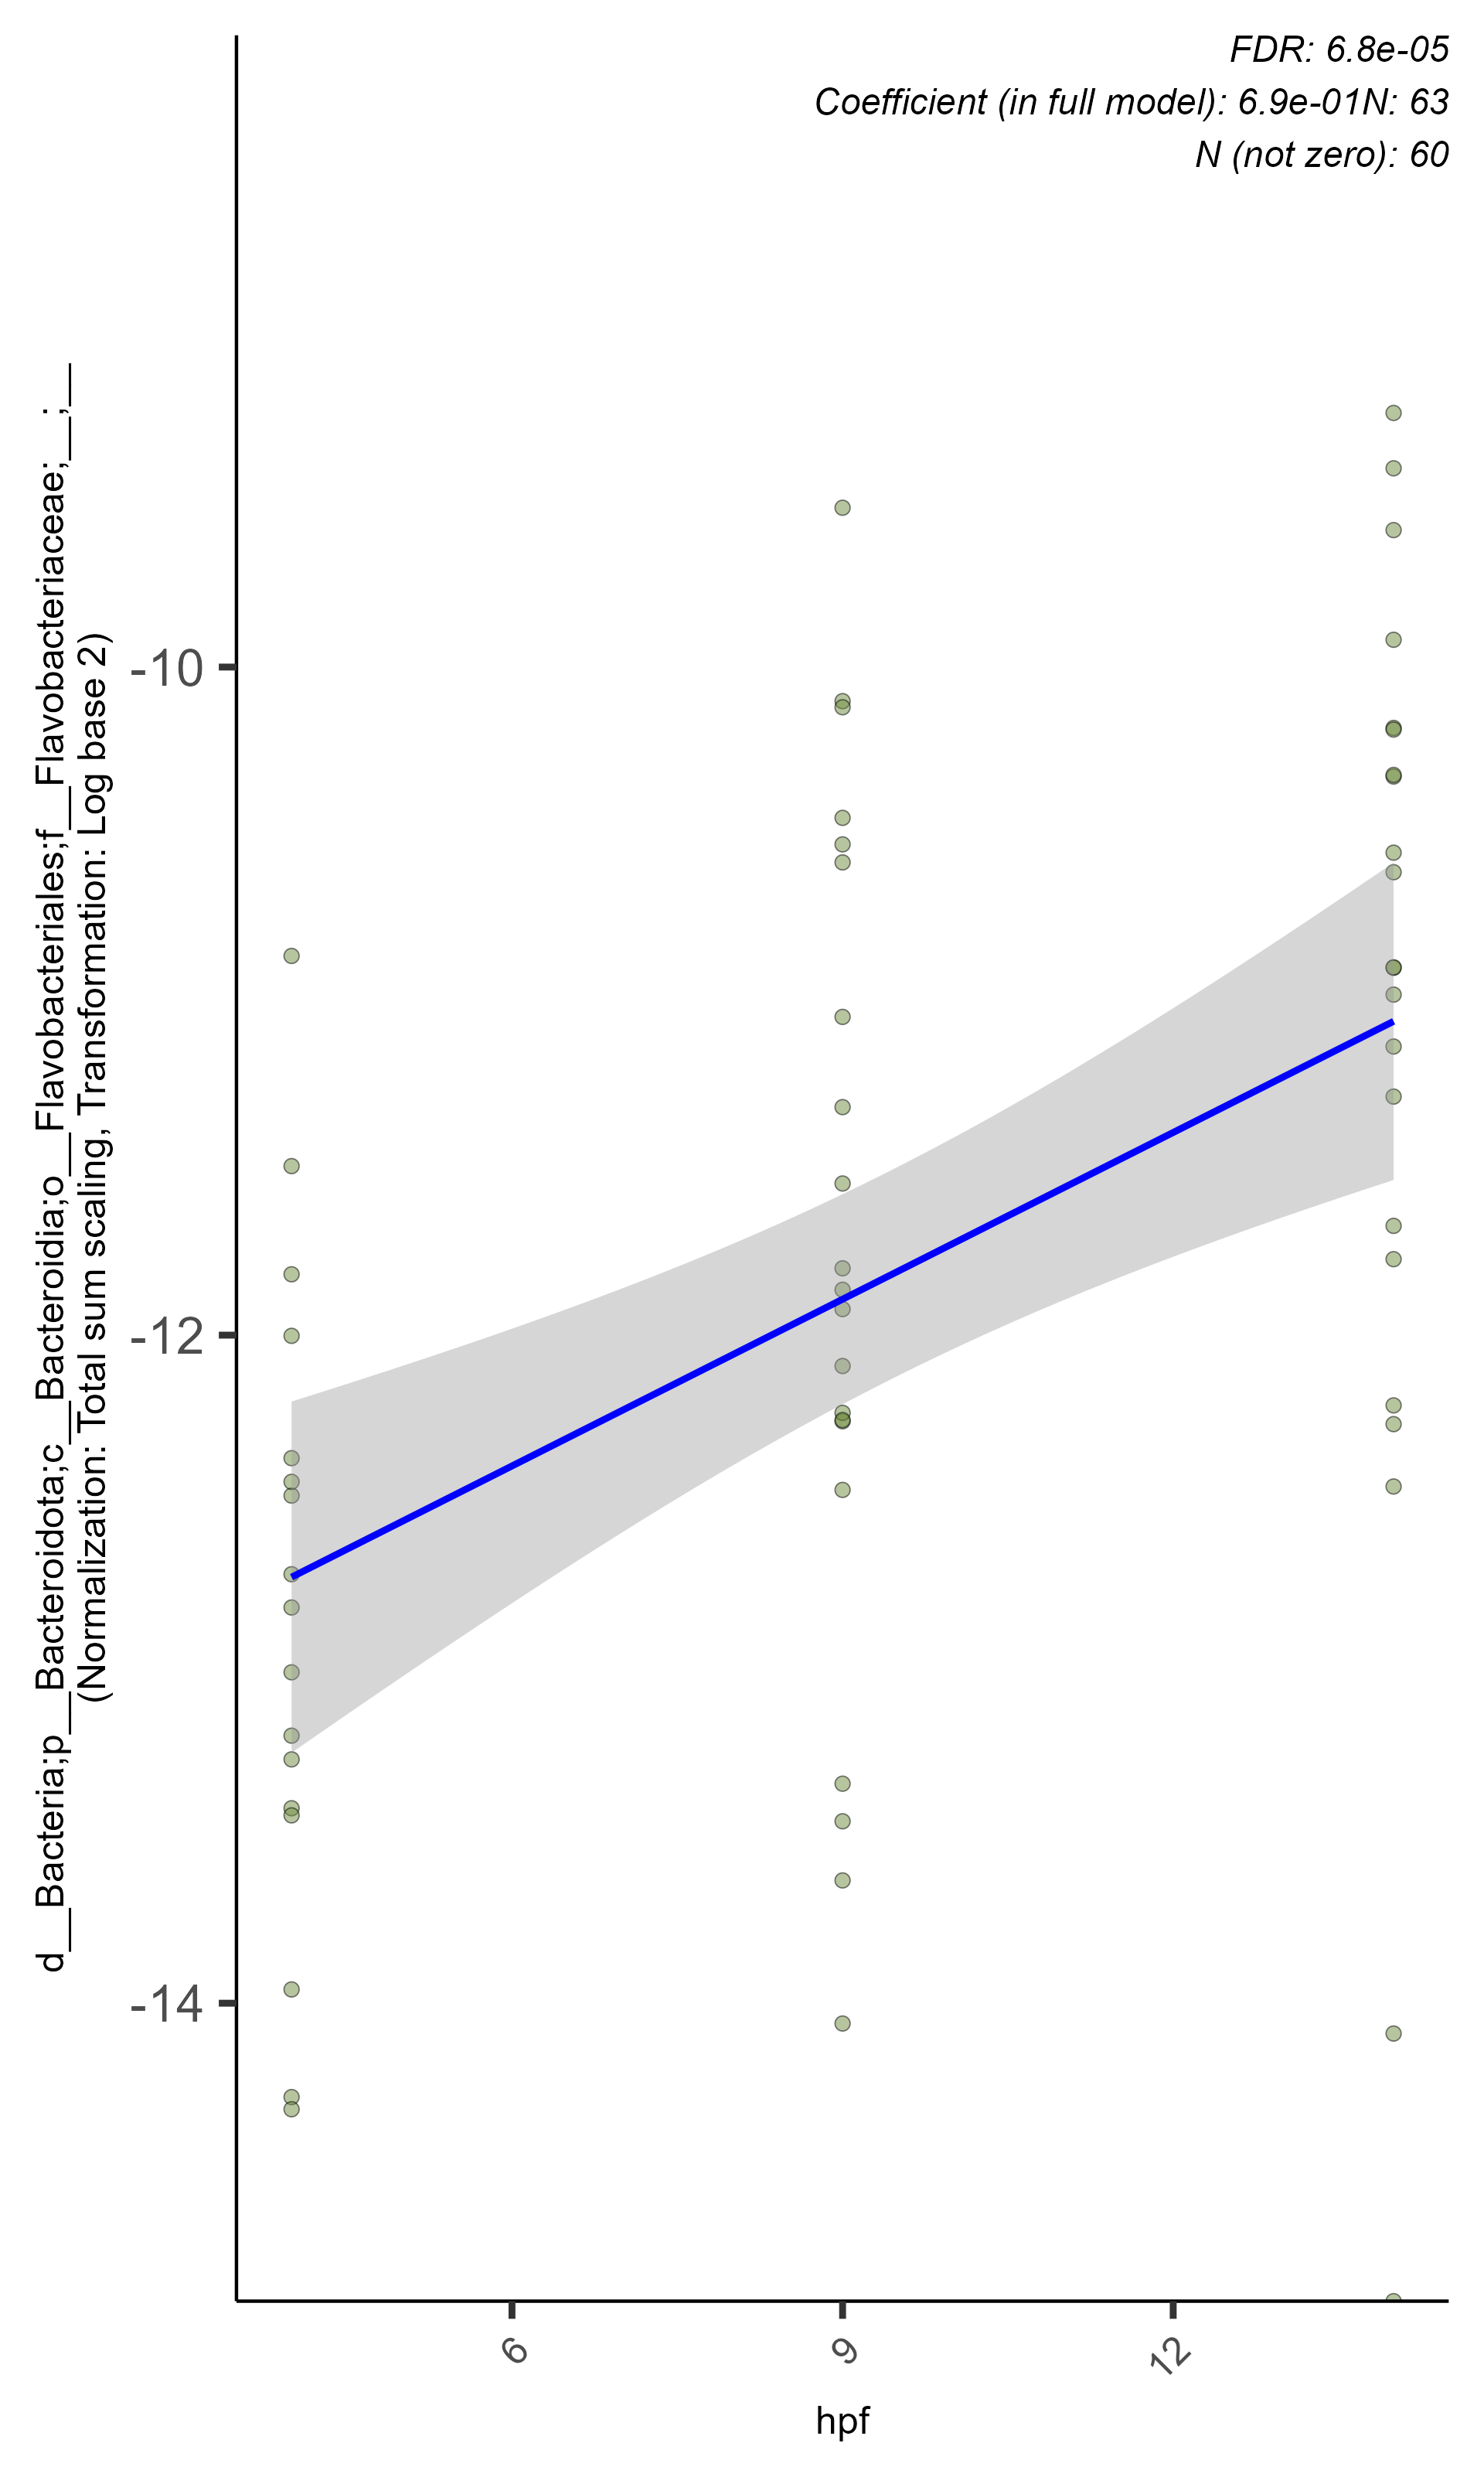 FDR: 6.8e-05
Coefficient (in full model): 6.9e-01N: 63
N (not zero): 60
d__Bacteria;p__Bacteroidota;c__Bacteroidia;o__Flavobacteriales;f__Flavobacteriaceae;__;__
(Normalization: Total sum scaling, Transformation: Log base 2)
-10
-12
-14
6
9
12
hpf